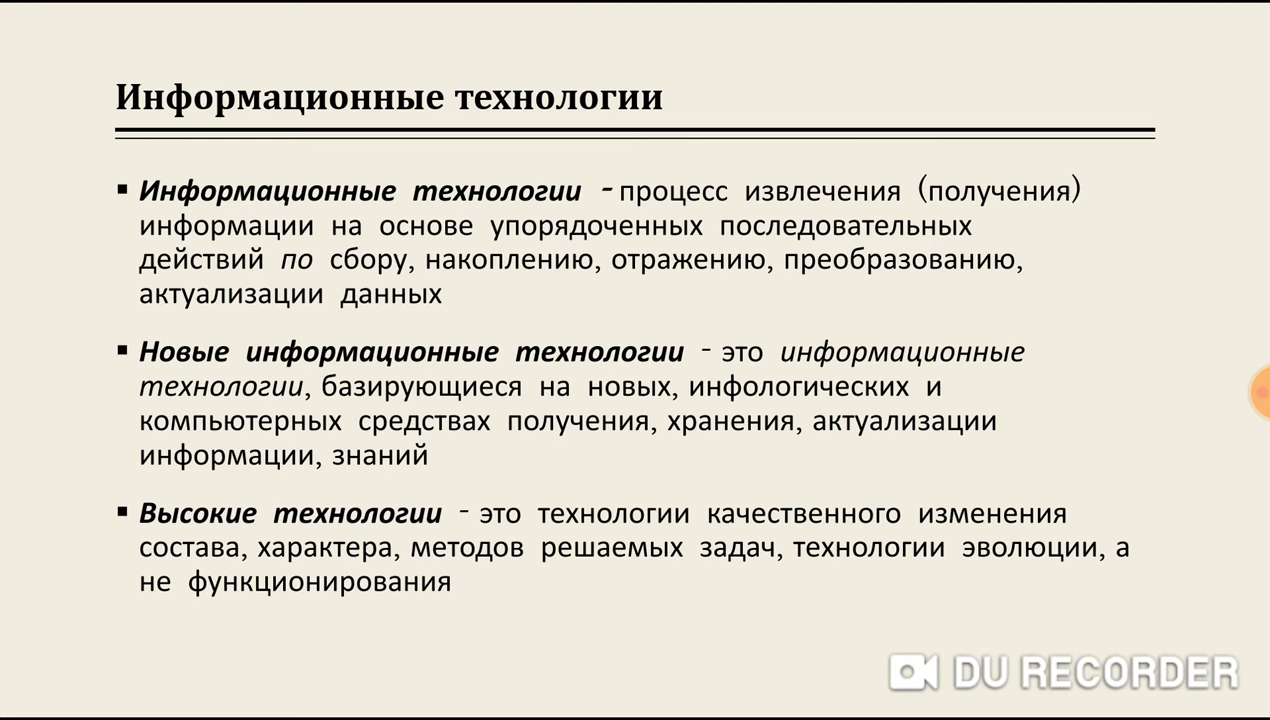 Информационные технологии
▪ Информационные технологии - процесс извлечения (получения)
информации на основе упорядоченных последовательных
действий по сбору, накоплению, отражению, преобразованию,
актуализации данных
▪ Новые информационные технологии - это информационные
технологии, базирующиеся на новых, инфологических и
компьютерных средствах получения, хранения, актуализации
информации, знаний
▪ Высокие технологии - это технологии качественного изменения
состава, характера, методов решаемых задач, технологии эволюции, а
не функционирования
DU RECORDER